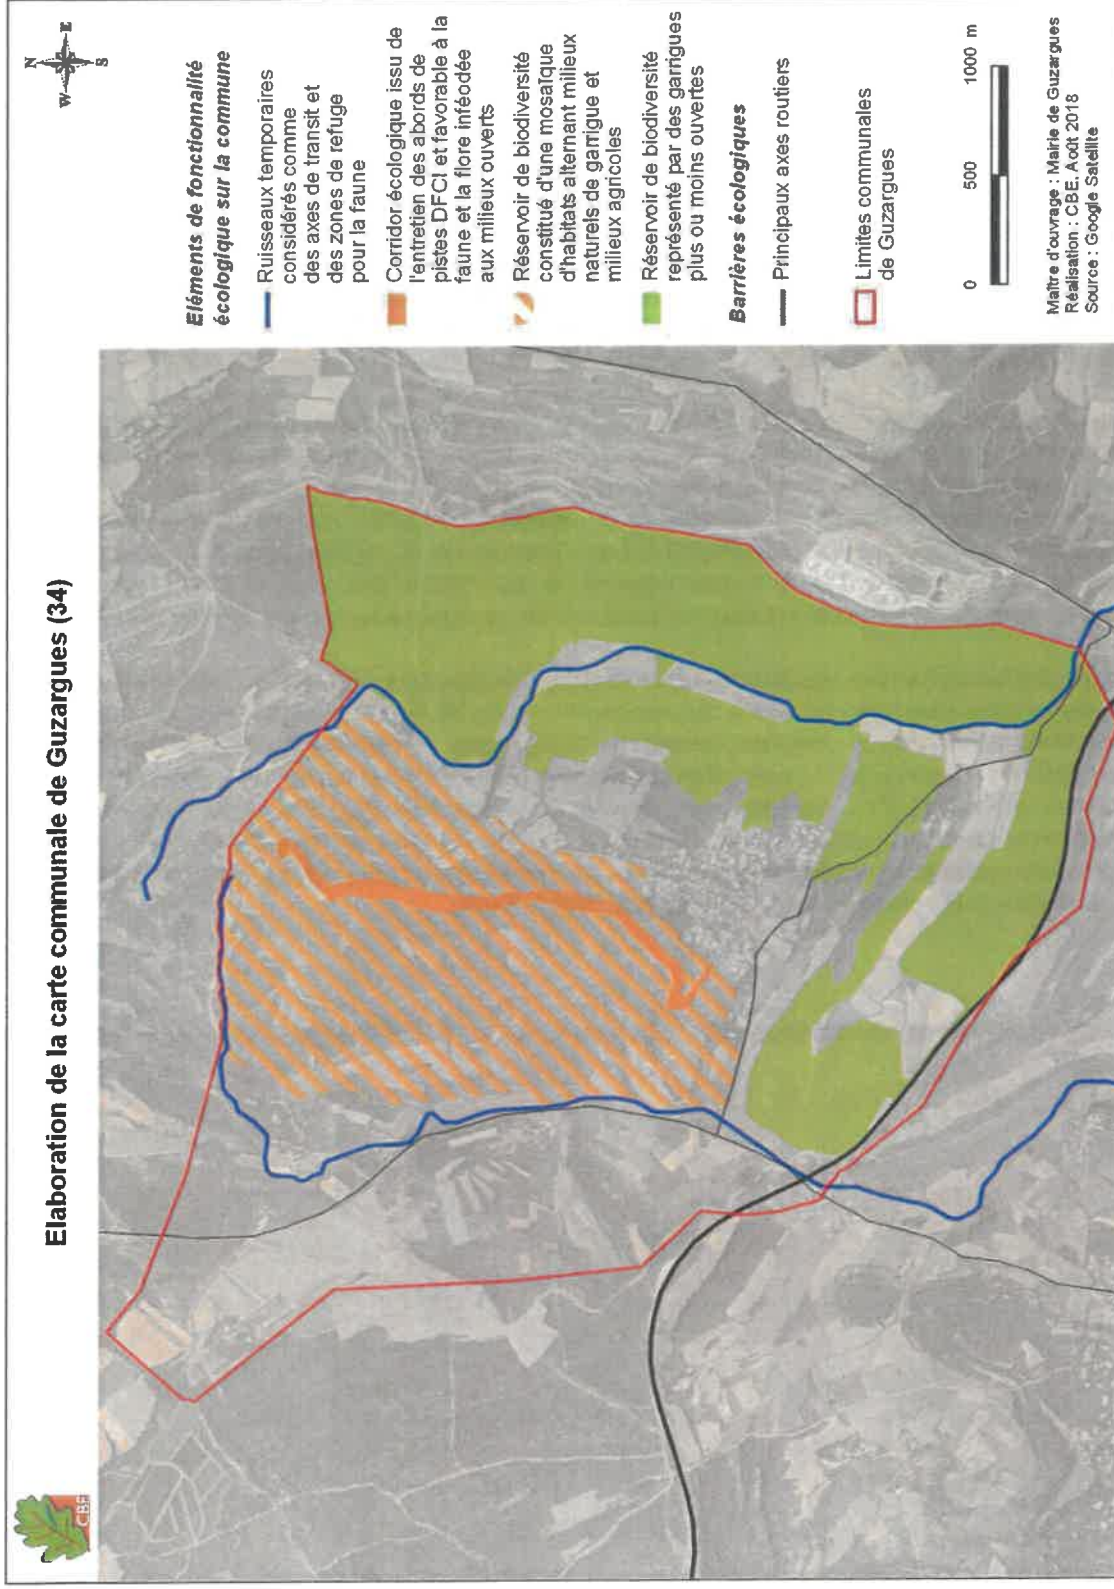 Elaboration de la carte communale de Guzargues (34)
CBE
N
W
E
S
Eléments de fonctionnalité
écologique sur la commune
Ruisseaux temporaires
considérés comme
des axes de transit et
des zones de refuge
pour la faune
Corridor écologique issu de
l'entretien des abords de
pistes DFCI et favorable à la
faune et la flore inféodée
aux milieux ouverts
Réservoir de biodiversité
constitué d'une mosaïque
d'habitats alternant milieux
naturels de garrigue et
milieux agricoles
Réservoir de biodiversité
représenté par des garrigues
plus ou moins ouvertes
Barrières écologiques
Principaux axes routiers
Limites communales
de Guzargues
0 500 1000 m
Maître d'ouvrage : Mairie de Guzargues
Réalisation : CBE, Août 2018
Source : Google Satellite